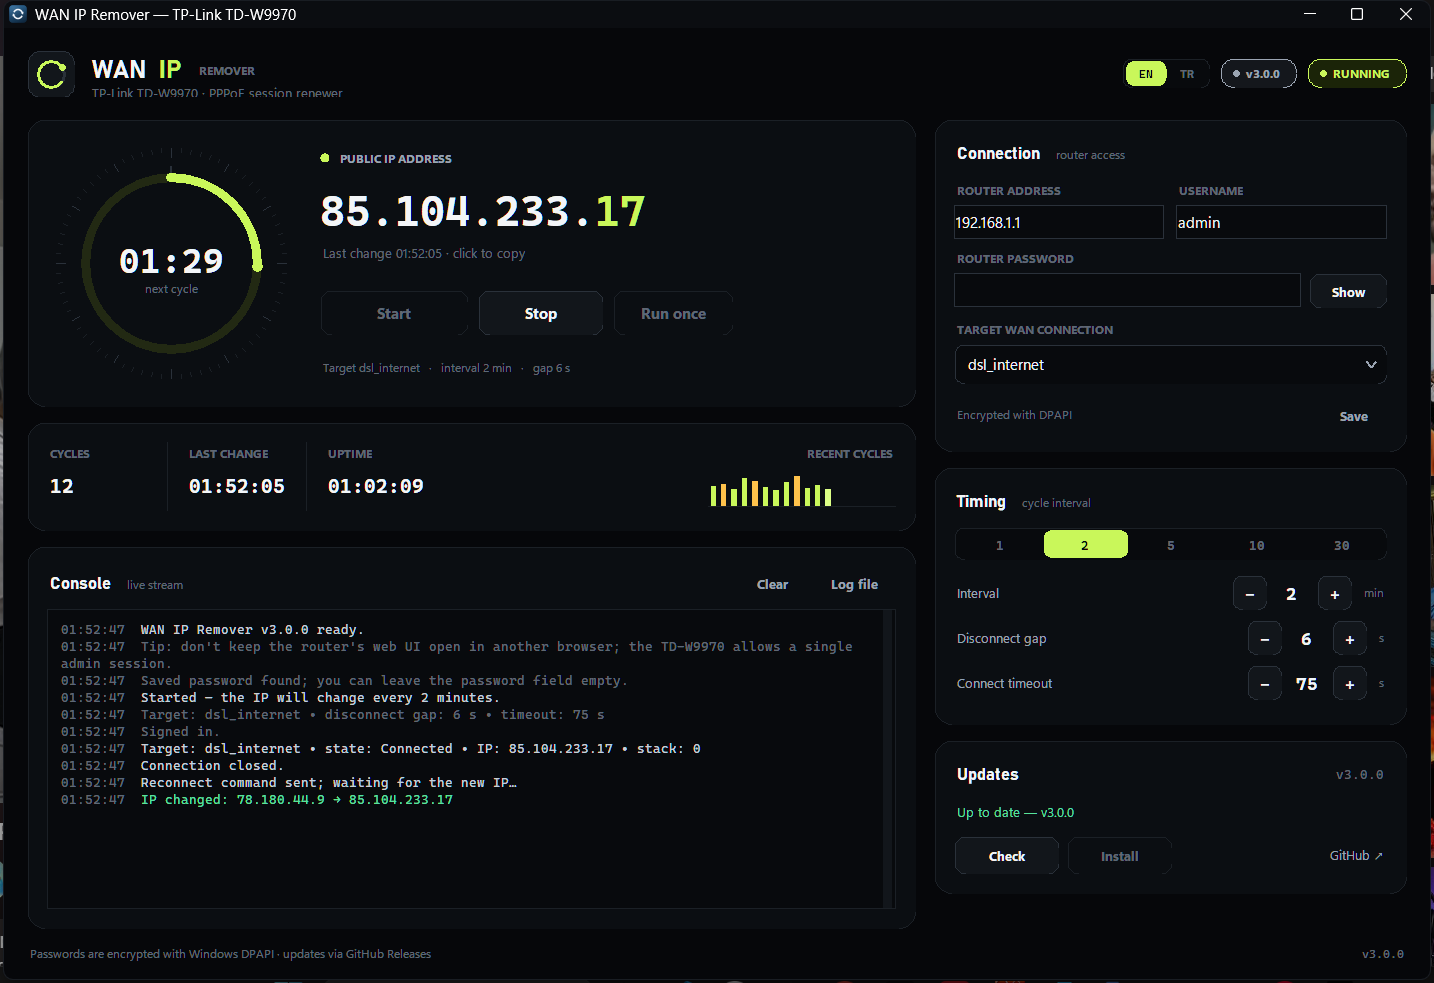 WAN IP Remover — TP-Link TD-W9970
WAN IP REMOVER
TP-Link TD-W9970 · PPPoE session renewer
EN TR
v3.0.0
RUNNING
01:29
next cycle
PUBLIC IP ADDRESS
85.104.233.17
Last change 01:52:05 · click to copy
Start Stop Run once
Target dsl_internet · interval 2 min · gap 6 s
CYCLES
12
LAST CHANGE
01:52:05
UPTIME
01:02:09
RECENT CYCLES
Console live stream
Clear Log file
01:52:47 WAN IP Remover v3.0.0 ready.
01:52:47 Tip: don't keep the router's web UI open in another browser; the TD-W9970 allows a single
admin session.
01:52:47 Saved password found; you can leave the password field empty.
01:52:47 Started — the IP will change every 2 minutes.
01:52:47 Target: dsl_internet • disconnect gap: 6 s • timeout: 75 s
01:52:47 Signed in.
01:52:47 Target: dsl_internet • state: Connected • IP: 85.104.233.17 • stack: 0
01:52:47 Connection closed.
01:52:47 Reconnect command sent; waiting for the new IP…
01:52:47 IP changed: 78.180.44.9 → 85.104.233.17
Connection router access
ROUTER ADDRESS USERNAME
192.168.1.1 admin
ROUTER PASSWORD
Show
TARGET WAN CONNECTION
dsl_internet
Encrypted with DPAPI Save
Timing cycle interval
1 2 5 10 30
Interval − 2 + min
Disconnect gap − 6 + s
Connect timeout − 75 + s
Updates v3.0.0
Up to date — v3.0.0
Check Install GitHub ↗
Passwords are encrypted with Windows DPAPI · updates via GitHub Releases
v3.0.0